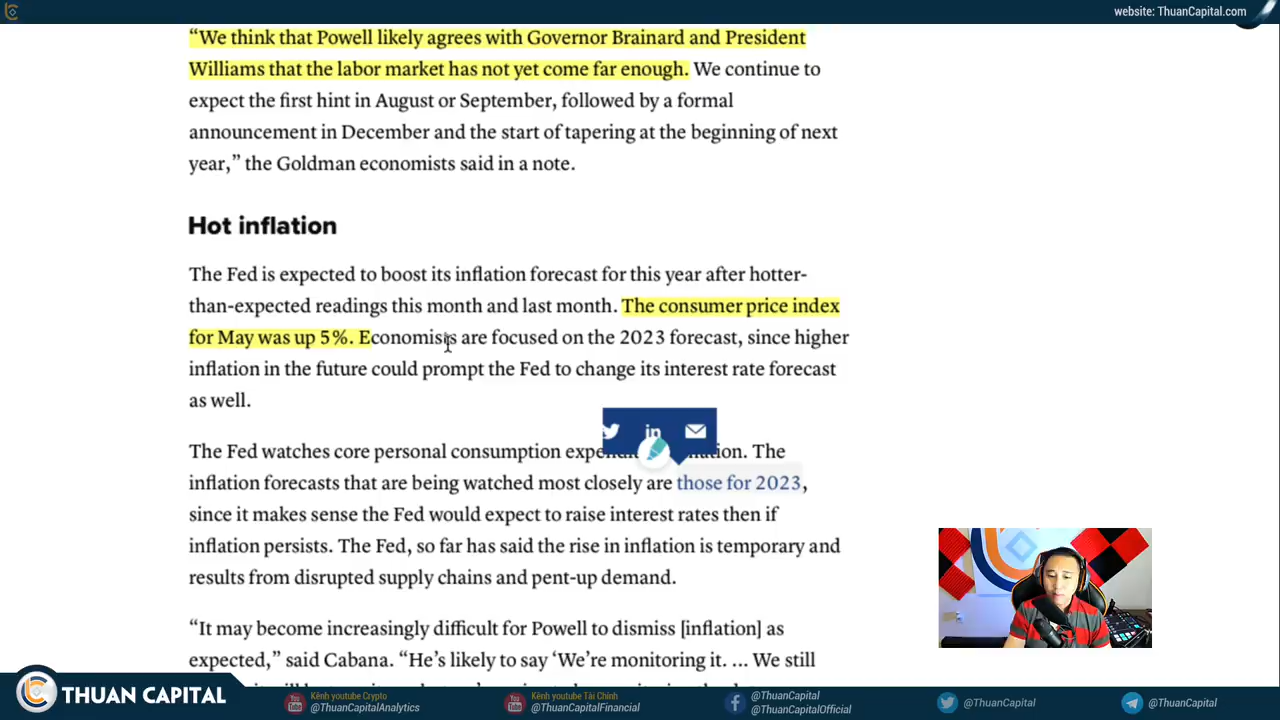 website: ThuanCapital.com
“We think that Powell likely agrees with Governor Brainard and President
Williams that the labor market has not yet come far enough. We continue to
expect the first hint in August or September, followed by a formal
announcement in December and the start of tapering at the beginning of next
year,” the Goldman economists said in a note.
Hot inflation
The Fed is expected to boost its inflation forecast for this year after hotter-
than-expected readings this month and last month. The consumer price index
for May was up 5%. Economists are focused on the 2023 forecast, since higher
inflation in the future could prompt the Fed to change its interest rate forecast
as well.
The Fed watches core personal consumption The
inflation forecasts that are being watched most closely are those for 2023,
since it makes sense the Fed would expect to raise interest rates then if
inflation persists. The Fed, so far has said the rise in inflation is temporary and
results from disrupted supply chains and pent-up demand.
“It may become increasingly difficult for Powell to dismiss [inflation] as
expected,” said Cabana. “He’s likely to say ‘We’re monitoring it. ... We still
THUAN CAPITAL
Kênh youtube Crypto
@ThuanCapitalAnalytics
Kênh youtube Tài Chính
@ThuanCapitalFinancial
@ThuanCapital
@ThuanCapitalOfficial
@ThuanCapital
@ThuanCapital